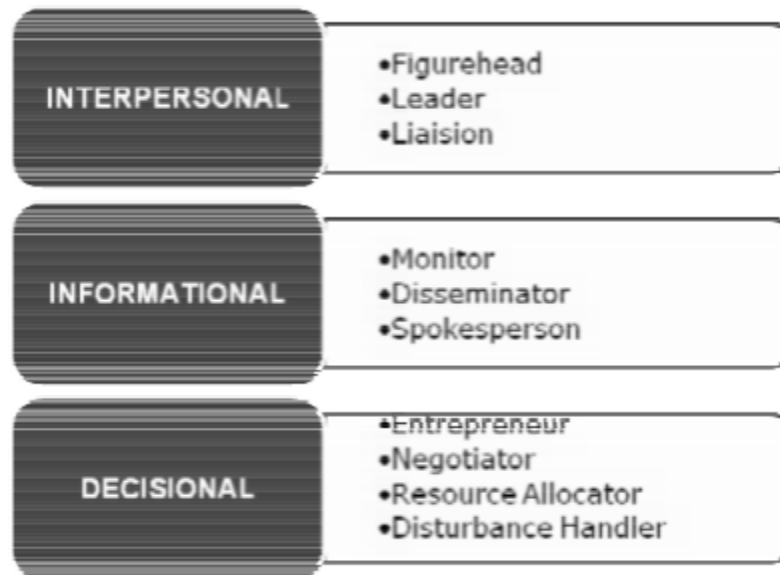 INTERPERSONAL
•Figurehead
•Leader
•Liaision
INFORMATIONAL
•Monitor
•Disseminator
•Spokesperson
DECISIONAL
•Entrepreneur
•Negotiator
•Resource Allocator
•Disturbance Handler